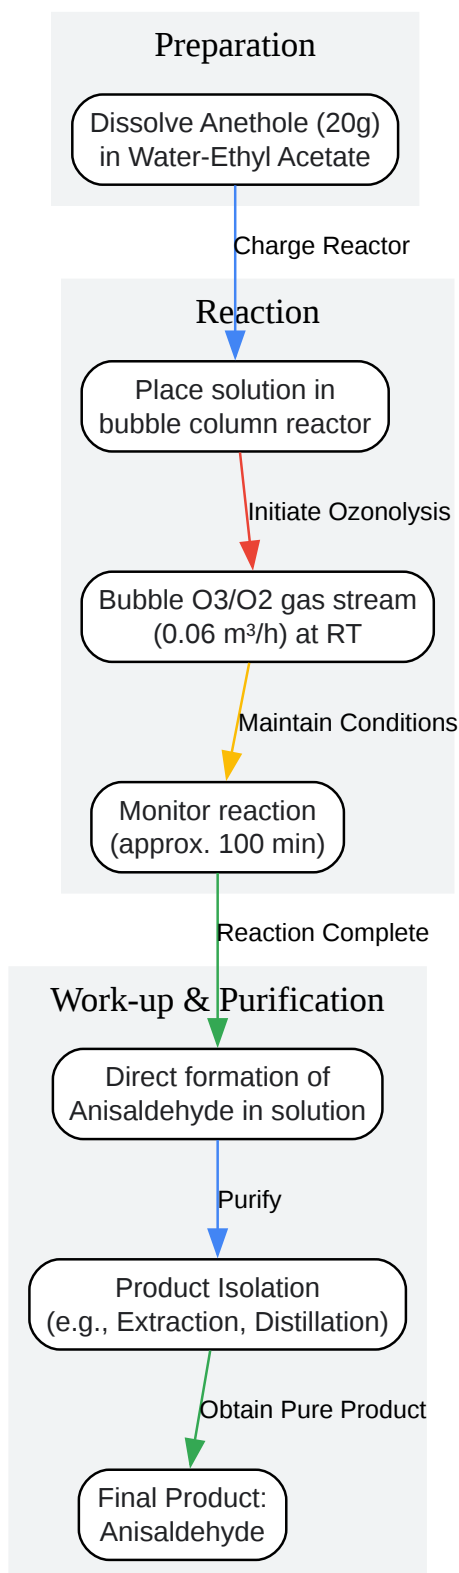 Preparation
Dissolve Anethole (20g)
in Water-Ethyl Acetate
Charge Reactor
Reaction
Place solution in
bubble column reactor
Initiate Ozonolysis
Bubble O3/O2 gas stream
(0.06 m³/h) at RT
Maintain Conditions
Monitor reaction
(approx. 100 min)
Reaction Complete
Work-up & Purification
Direct formation of
Anisaldehyde in solution
Purify
Product Isolation
(e.g., Extraction, Distillation)
Obtain Pure Product
Final Product:
Anisaldehyde